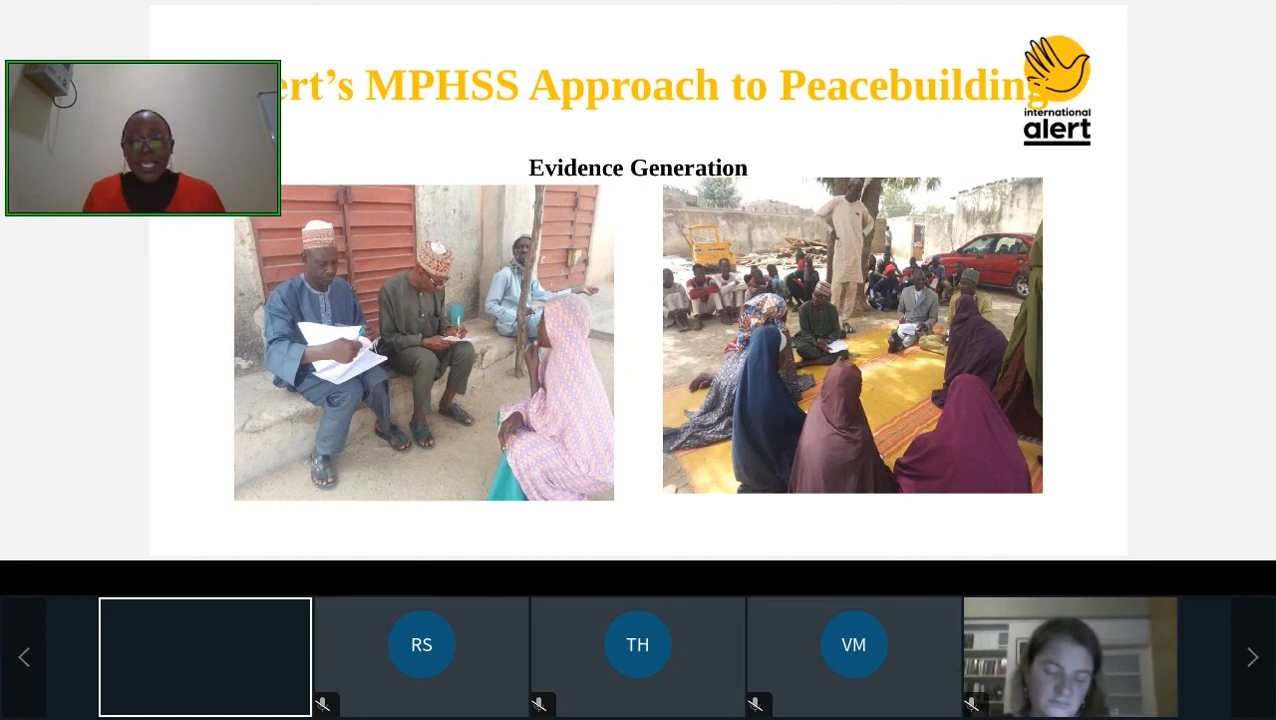 ert’s MPHSS Approach to Peacebuilding
international
alert
Evidence Generation
RS
TH
VM